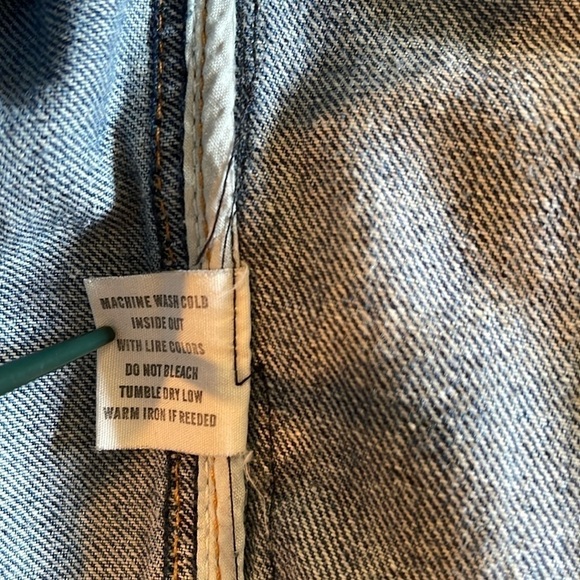 MACHINE WASH COLD
INSIDE OUT
WITH LIRE COLORS
DO NOT BLEACH
TUMBLE DRY LOW
WARM IRON IF REEDED